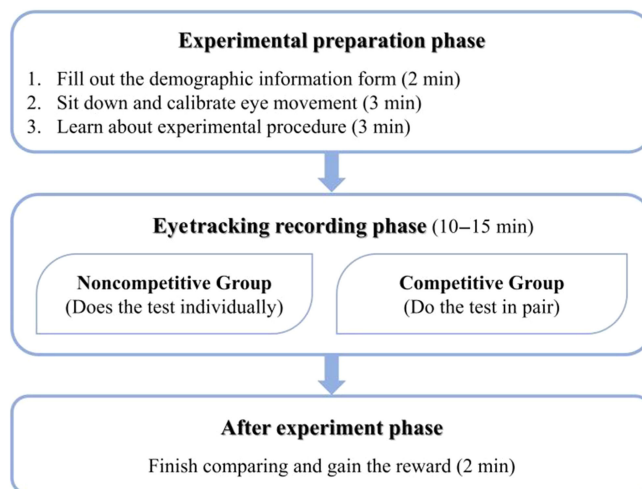 Experimental preparation phase
1. Fill out the demographic information form (2 min)
2. Sit down and calibrate eye movement (3 min)
3. Learn about experimental procedure (3 min)
Eyetracking recording phase (10–15 min)
Noncompetitive Group
(Does the test individually)
Competitive Group
(Do the test in pair)
After experiment phase
Finish comparing and gain the reward (2 min)